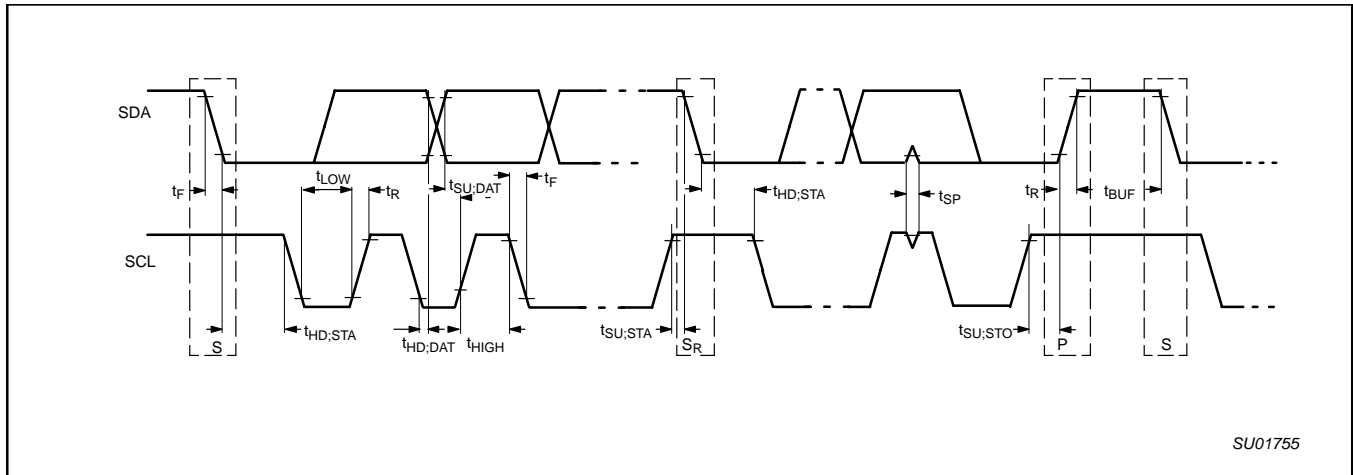 SDA
tF
tLOW
tR
tSU;DAT
tF
tHD;STA
tSP
tR
tBUF
SCL
S
tHD;STA
tHD;DAT
tHIGH
tSU;STA
SR
tSU;STO
P
S
SU01755